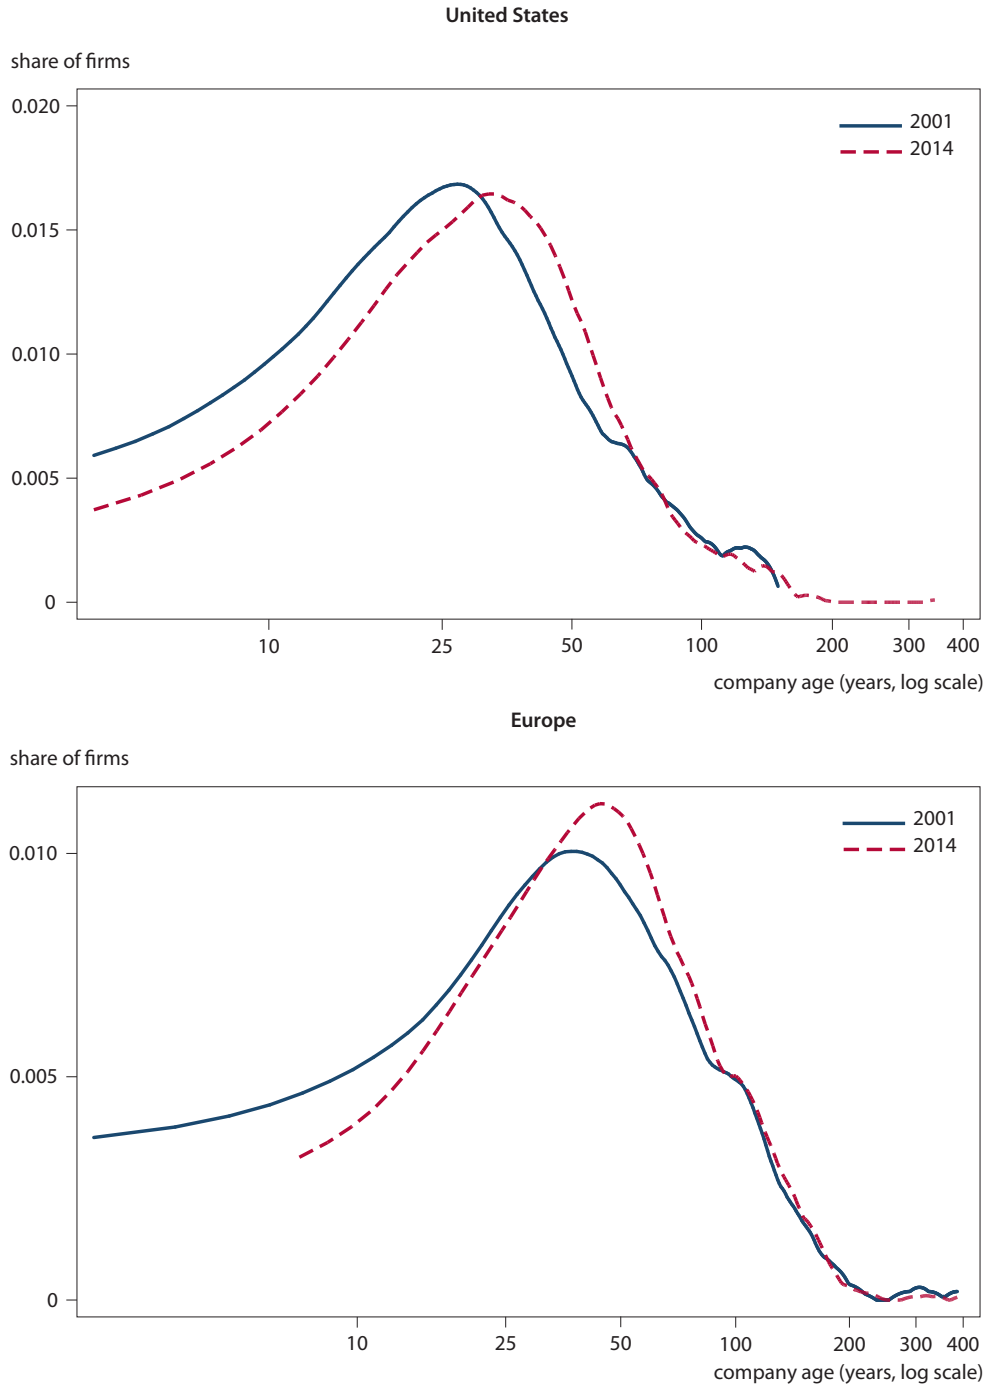 United States
share of firms
0.020
0.015
0.010
0.005
0
2001
2014
10 25 50 100 200 300 400
company age (years, log scale)
Europe
share of firms
0.010
0.005
0
2001
2014
10 25 50 100 200 300 400
company age (years, log scale)